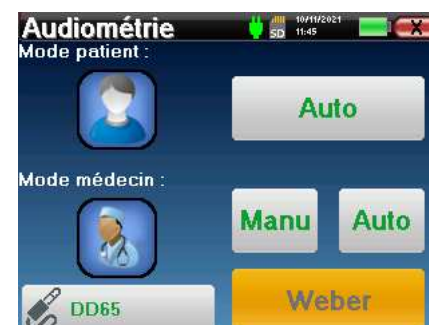 Audiométrie
SD
10/11/2021
11:45
X
Mode patient :
Auto
Mode médecin :
Manu
Auto
DD65
Weber